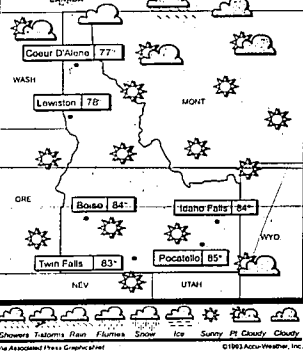 Coeur D'Alene 77°
WASH
Lewiston 78°
MONT
ORE
Boise 84°
Idaho Falls 84°
WYO.
Twin Falls 83°
Pocatello 85°
NEV
UTAH
Showers T-storms Rain Flurries Snow Ice Sunny Pt Cloudy Cloudy
Via Associated Press GraphicsNet ©1993 Accu-Weather, Inc.